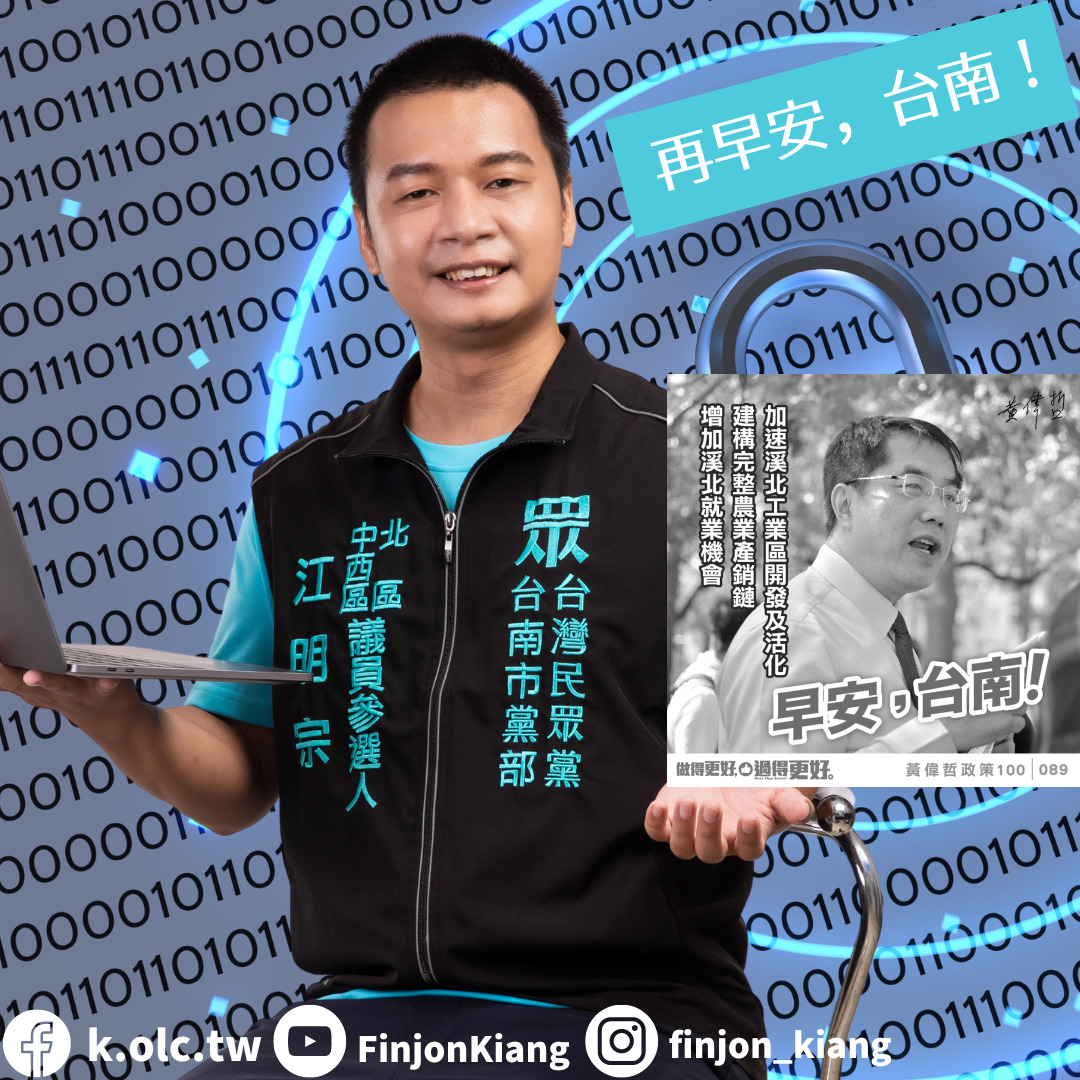 再早安，台南！
眾
台灣民眾黨
台南市黨部
北區
中西區
議員參選人
江明宗
黃偉哲
加速溪北工業區開發及活化
建構完整農業產銷鏈
增加溪北就業機會
早安，台南！
做得更好，過得更好。
黃偉哲政策100 | 089
k.olc.tw
FinjonKiang
finjon_kiang